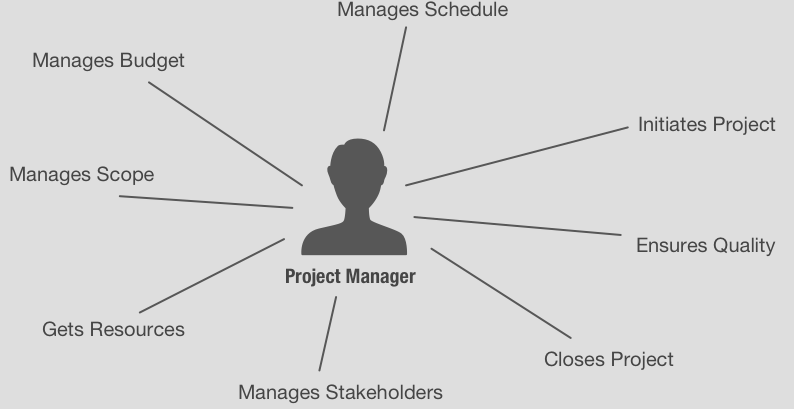 Manages Schedule
Manages Budget
Initiates Project
Manages Scope
Ensures Quality
Project Manager
Gets Resources
Closes Project
Manages Stakeholders